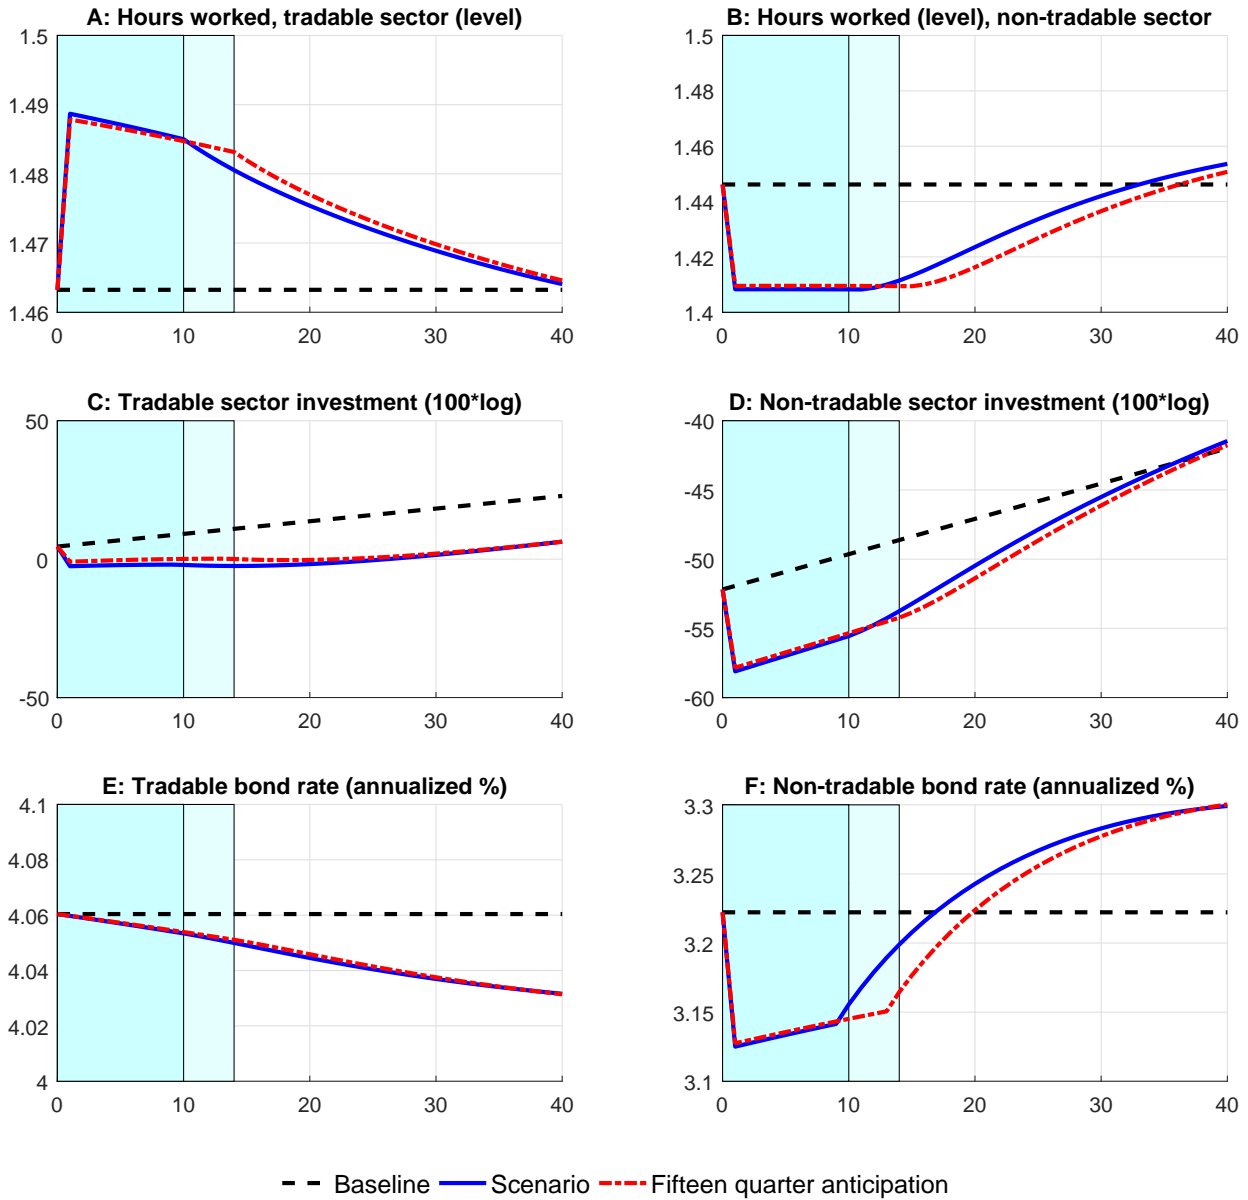 A: Hours worked, tradable sector (level)
1.5
1.49
1.48
1.47
1.46
0 10 20 30 40
B: Hours worked (level), non-tradable sector
1.5
1.48
1.46
1.44
1.42
1.4
0 10 20 30 40
C: Tradable sector investment (100*log)
50
0
-50
0 10 20 30 40
D: Non-tradable sector investment (100*log)
-40
-45
-50
-55
-60
0 10 20 30 40
E: Tradable bond rate (annualized %)
4.1
4.08
4.06
4.04
4.02
4
0 10 20 30 40
F: Non-tradable bond rate (annualized %)
3.3
3.25
3.2
3.15
3.1
0 10 20 30 40
Baseline Scenario Fifteen quarter anticipation